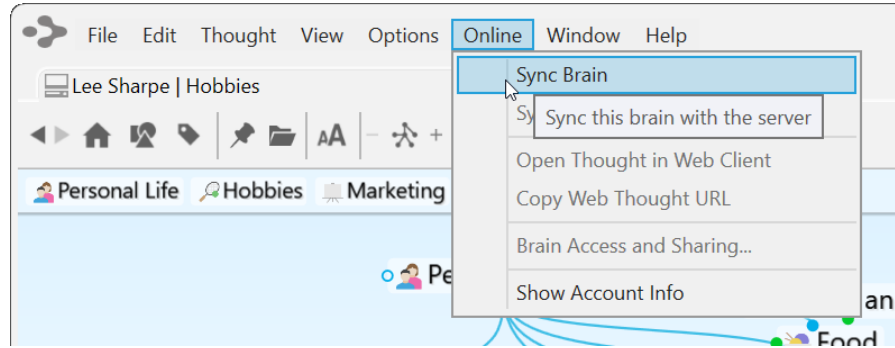 File Edit Thought View Options Online Window Help
Lee Sharpe | Hobbies
Sync Brain
Sync this brain with the server
AA
Open Thought in Web Client
Personal Life Hobbies Marketing
Copy Web Thought URL
Brain Access and Sharing...
Show Account Info
Food